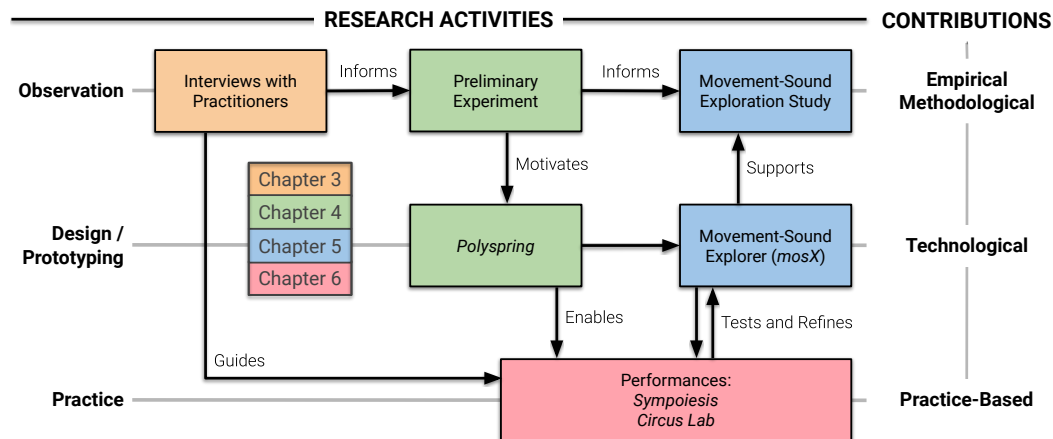 RESEARCH ACTIVITIES
CONTRIBUTIONS
Observation
Interviews with
Practitioners
Informs
Preliminary
Experiment
Informs
Movement-Sound
Exploration Study
Empirical
Methodological
Motivates
Supports
Chapter 3
Chapter 4
Chapter 5
Chapter 6
Design /
Prototyping
Polyspring
Movement-Sound
Explorer (mosX)
Technological
Enables
Tests and Refines
Guides
Practice
Performances:
Sympoiesis
Circus Lab
Practice-Based